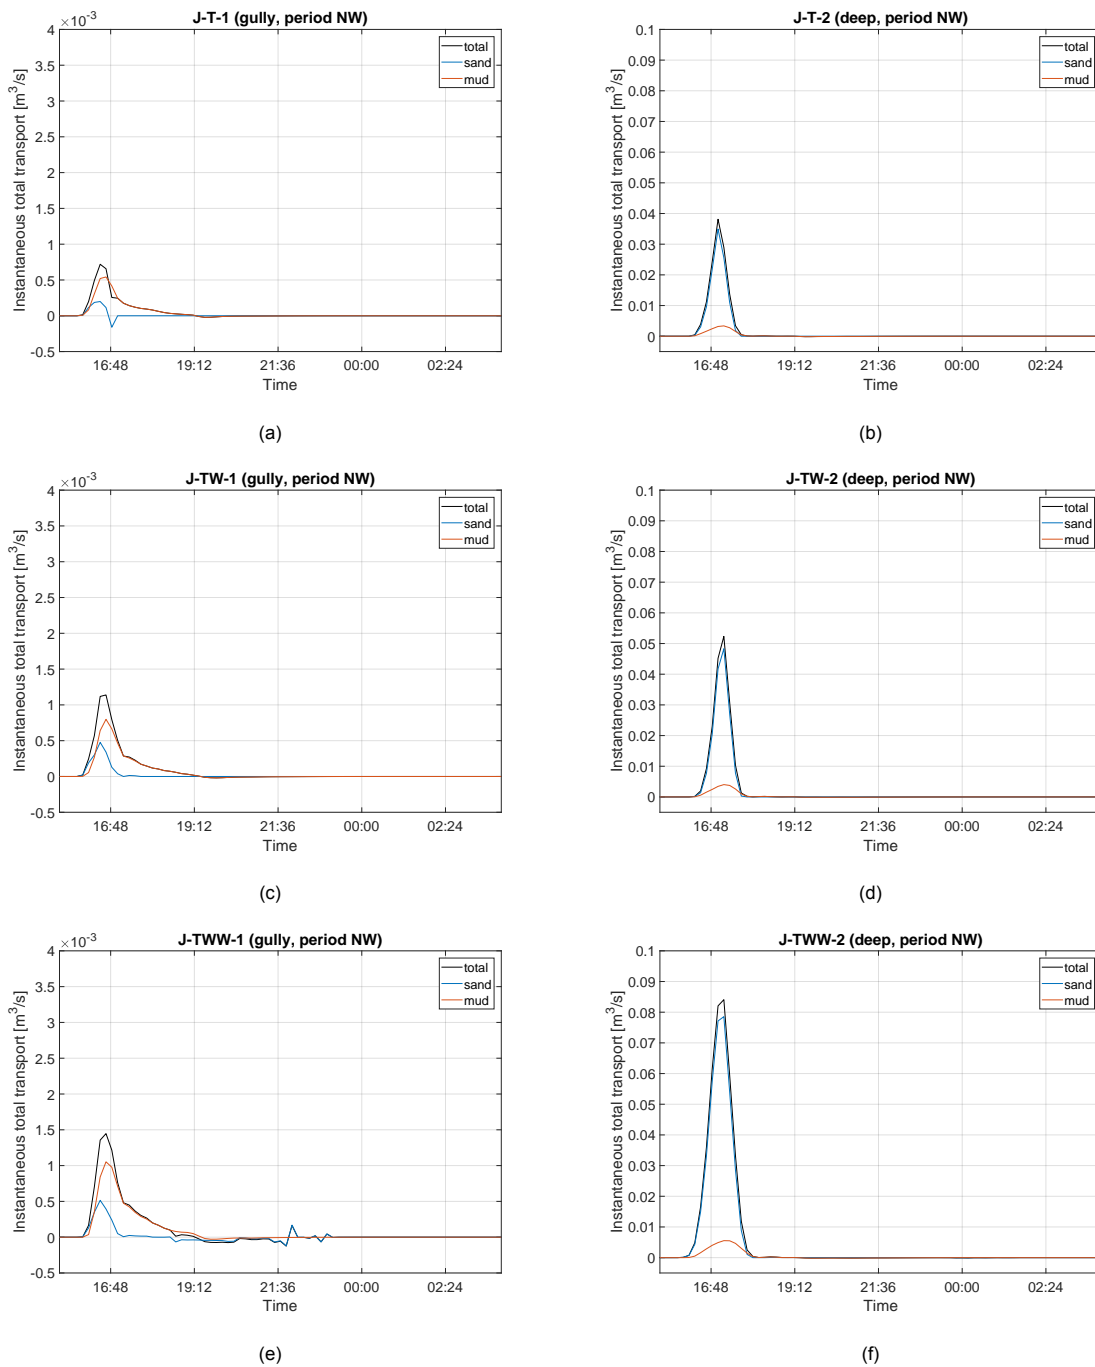 J-T-1 (gully, period NW)
×10-3
4
3.5
3
2.5
2
1.5
1
0.5
0
-0.5
Instantaneous total transport [m3/s]
total
sand
mud
16:48 19:12 21:36 00:00 02:24
Time
(a)
J-T-2 (deep, period NW)
0.1
0.09
0.08
0.07
0.06
0.05
0.04
0.03
0.02
0.01
0
Instantaneous total transport [m3/s]
total
sand
mud
16:48 19:12 21:36 00:00 02:24
Time
(b)
J-TW-1 (gully, period NW)
×10-3
4
3.5
3
2.5
2
1.5
1
0.5
0
-0.5
Instantaneous total transport [m3/s]
total
sand
mud
16:48 19:12 21:36 00:00 02:24
Time
(c)
J-TW-2 (deep, period NW)
0.1
0.09
0.08
0.07
0.06
0.05
0.04
0.03
0.02
0.01
0
Instantaneous total transport [m3/s]
total
sand
mud
16:48 19:12 21:36 00:00 02:24
Time
(d)
J-TWW-1 (gully, period NW)
×10-3
4
3.5
3
2.5
2
1.5
1
0.5
0
-0.5
Instantaneous total transport [m3/s]
total
sand
mud
16:48 19:12 21:36 00:00 02:24
Time
(e)
J-TWW-2 (deep, period NW)
0.1
0.09
0.08
0.07
0.06
0.05
0.04
0.03
0.02
0.01
0
Instantaneous total transport [m3/s]
total
sand
mud
16:48 19:12 21:36 00:00 02:24
Time
(f)